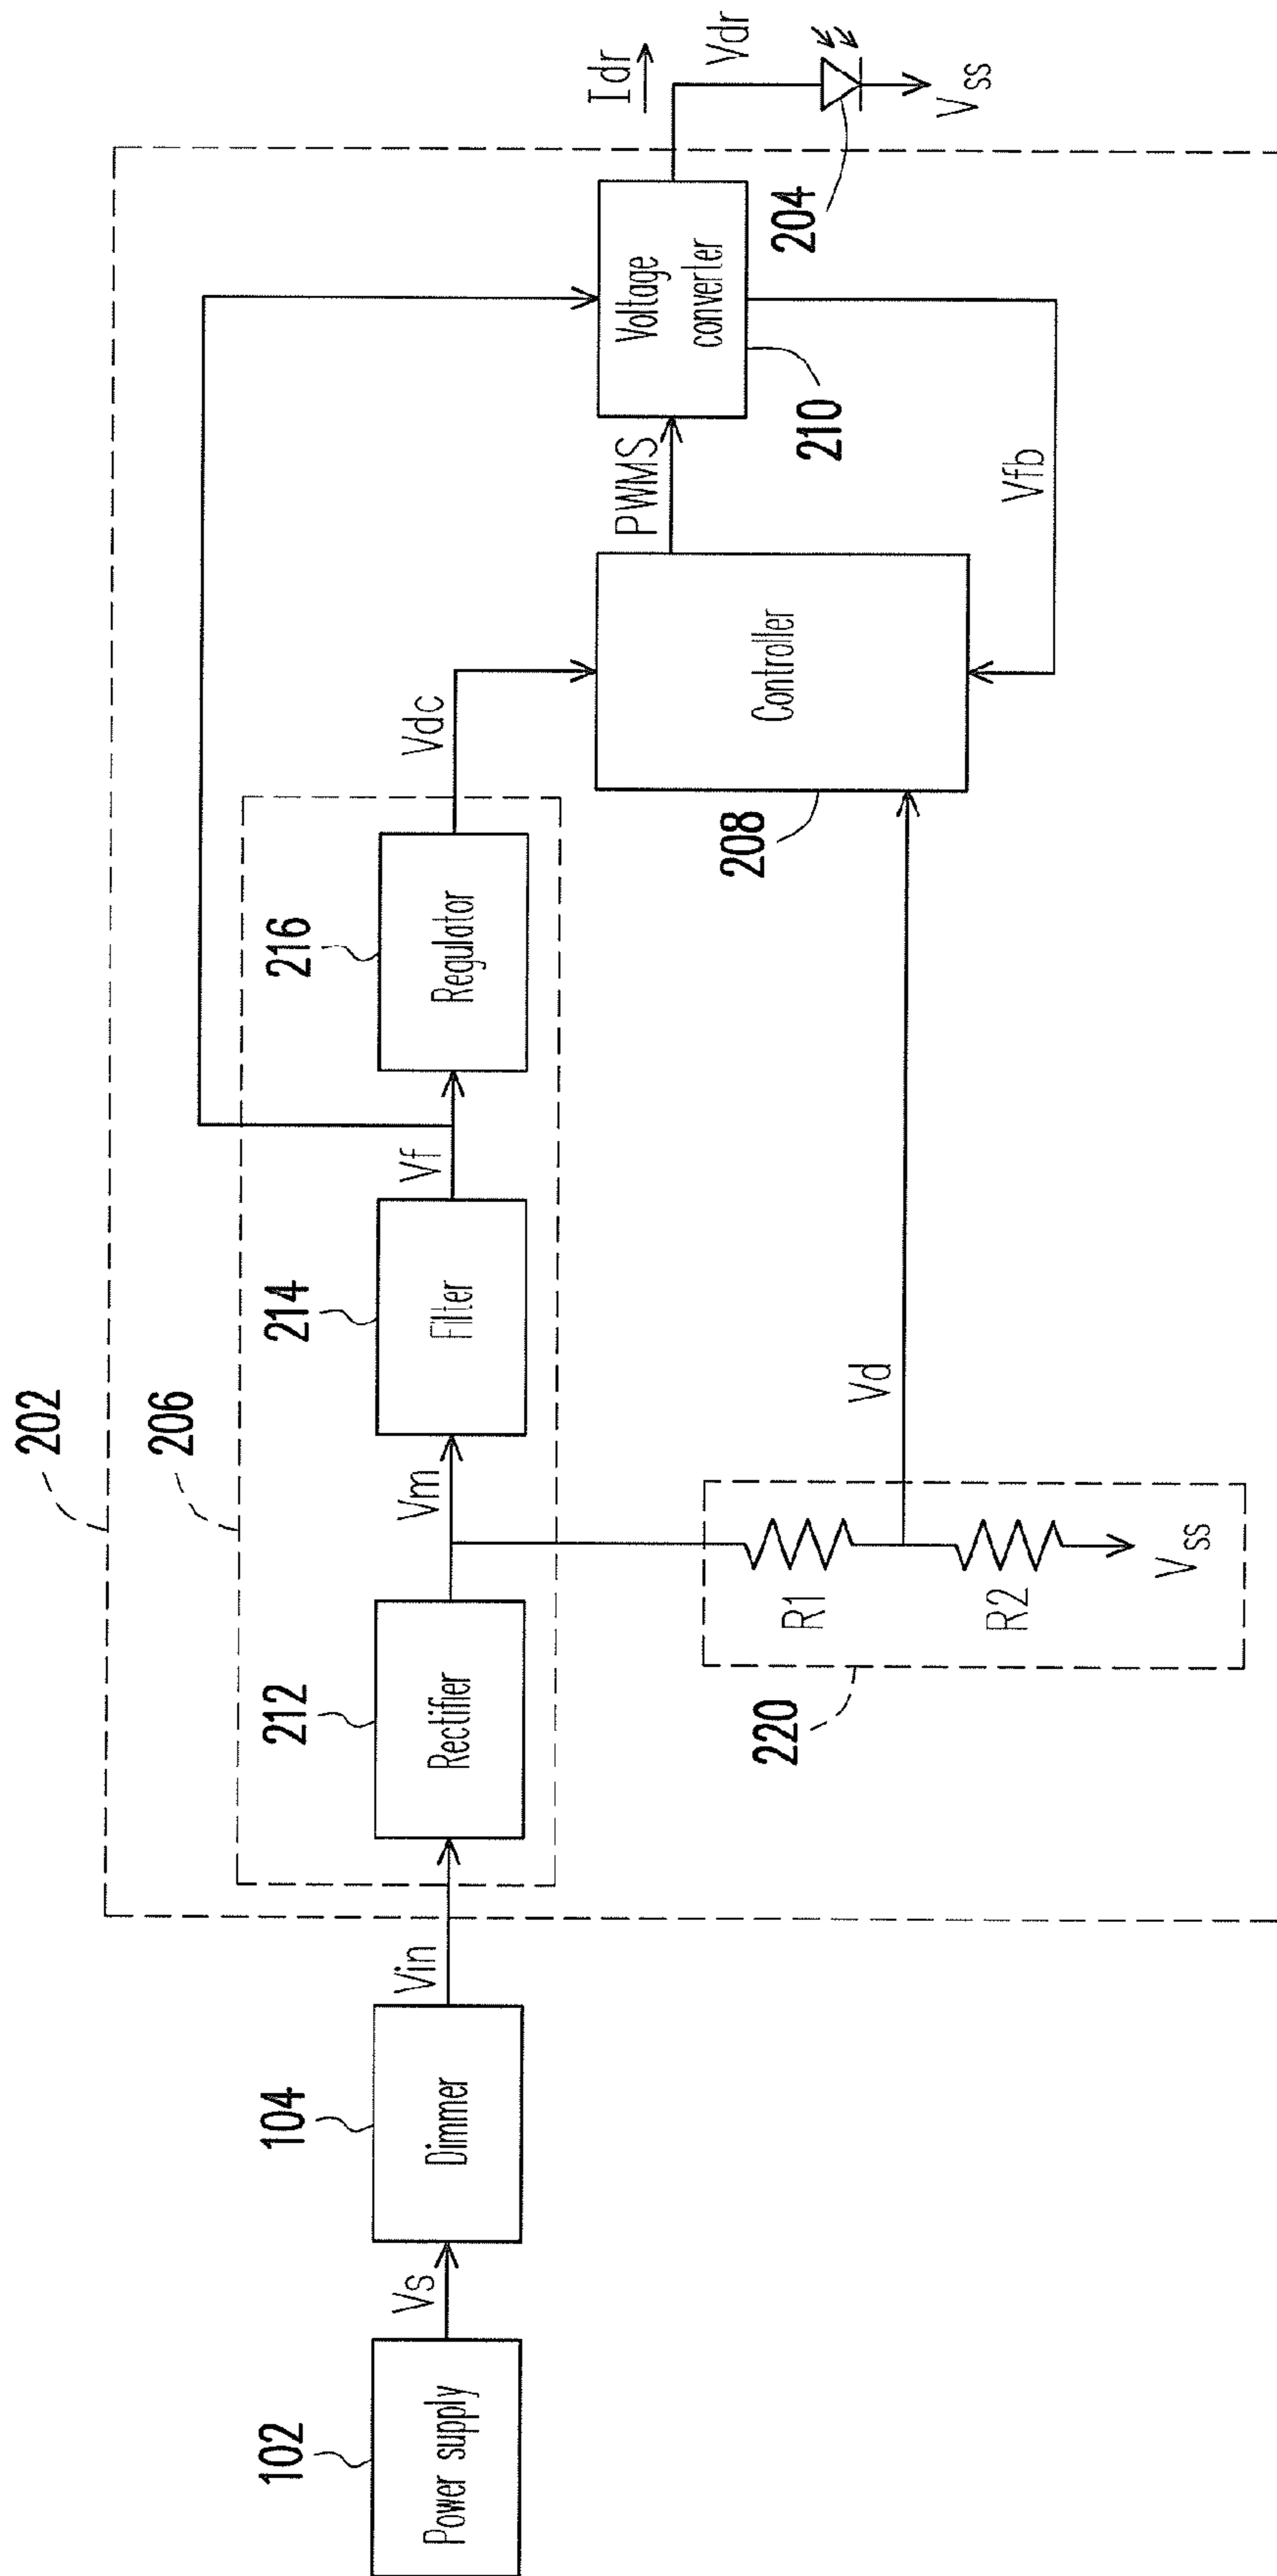 202
206
102
Power supply
Vs
104
Dimmer
Vin
212
Rectifier
Vm
214
Filter
Vf
216
Regulator
Vdc
220
R1
R2
Vss
Vd
208
Controller
PWMS
Vfb
210
Voltage
converter
Idr
Vdr
204
Vss